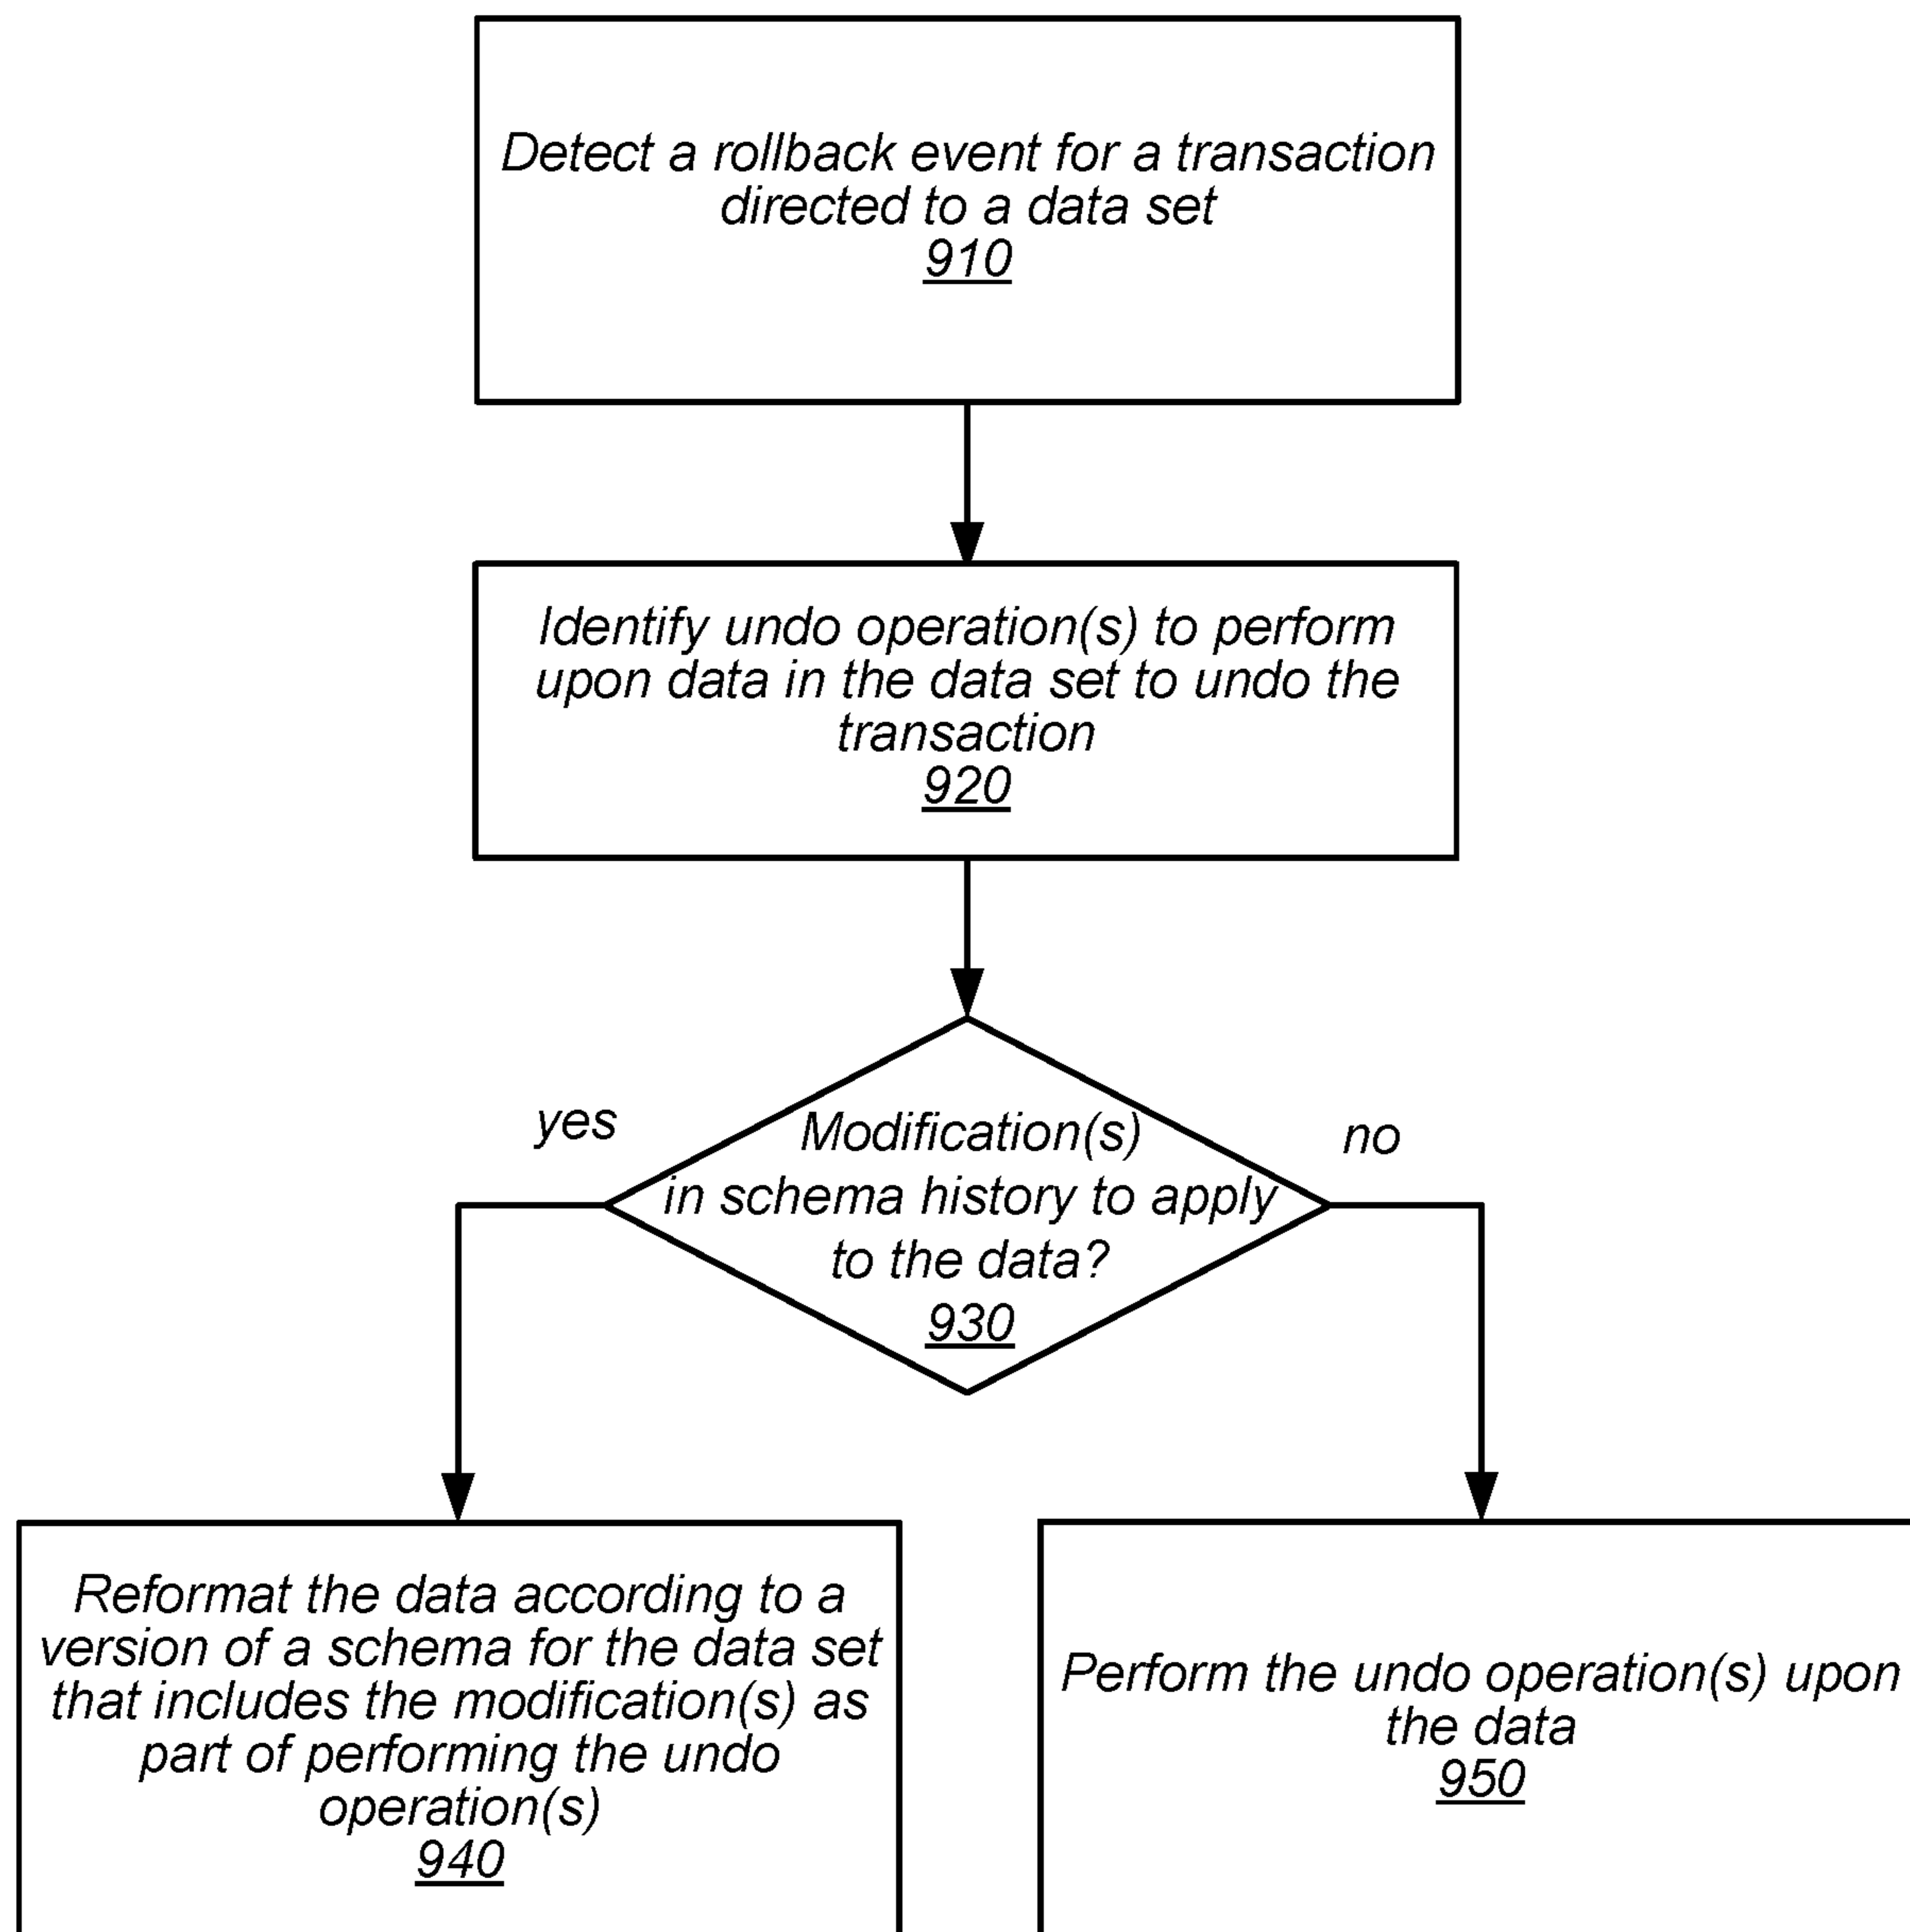 Detect a rollback event for a transaction
directed to a data set
910
Identify undo operation(s) to perform
upon data in the data set to undo the
transaction
920
yes
no
Modification(s)
in schema history to apply
to the data?
930
Reformat the data according to a
version of a schema for the data set
that includes the modification(s) as
part of performing the undo
operation(s)
940
Perform the undo operation(s) upon
the data
950